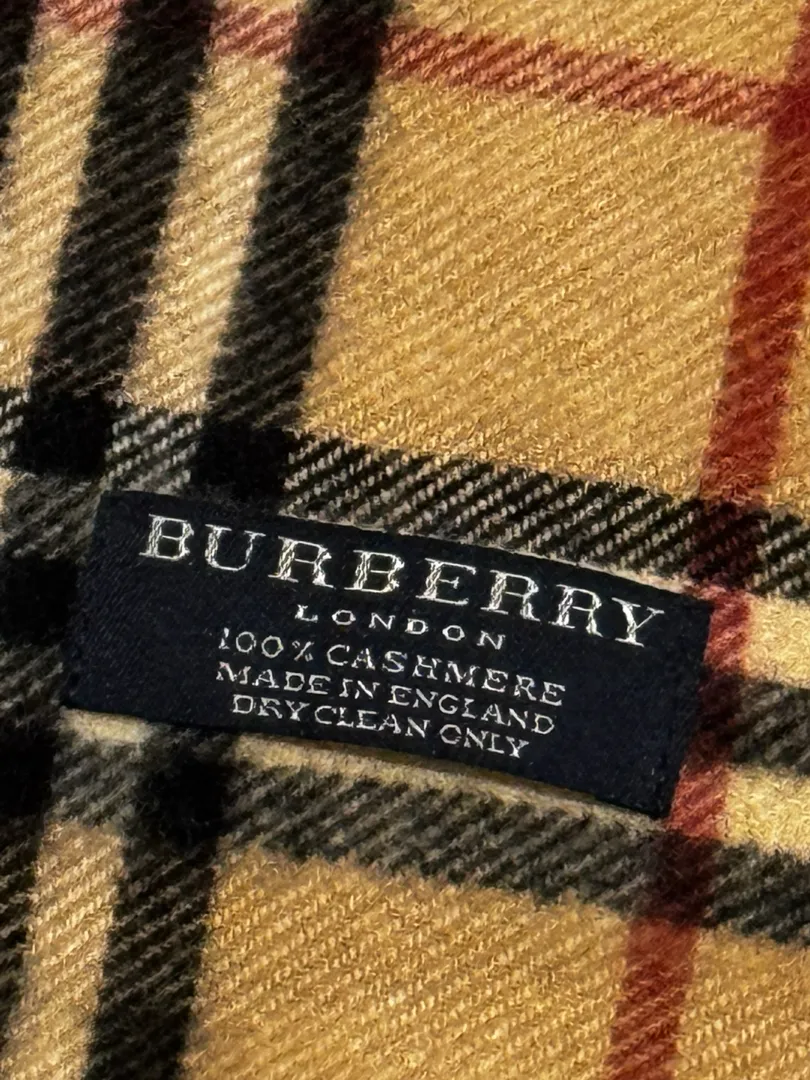 BURBERRY
LONDON
100% CASHMERE
MADE IN ENGLAND
DRY CLEAN ONLY